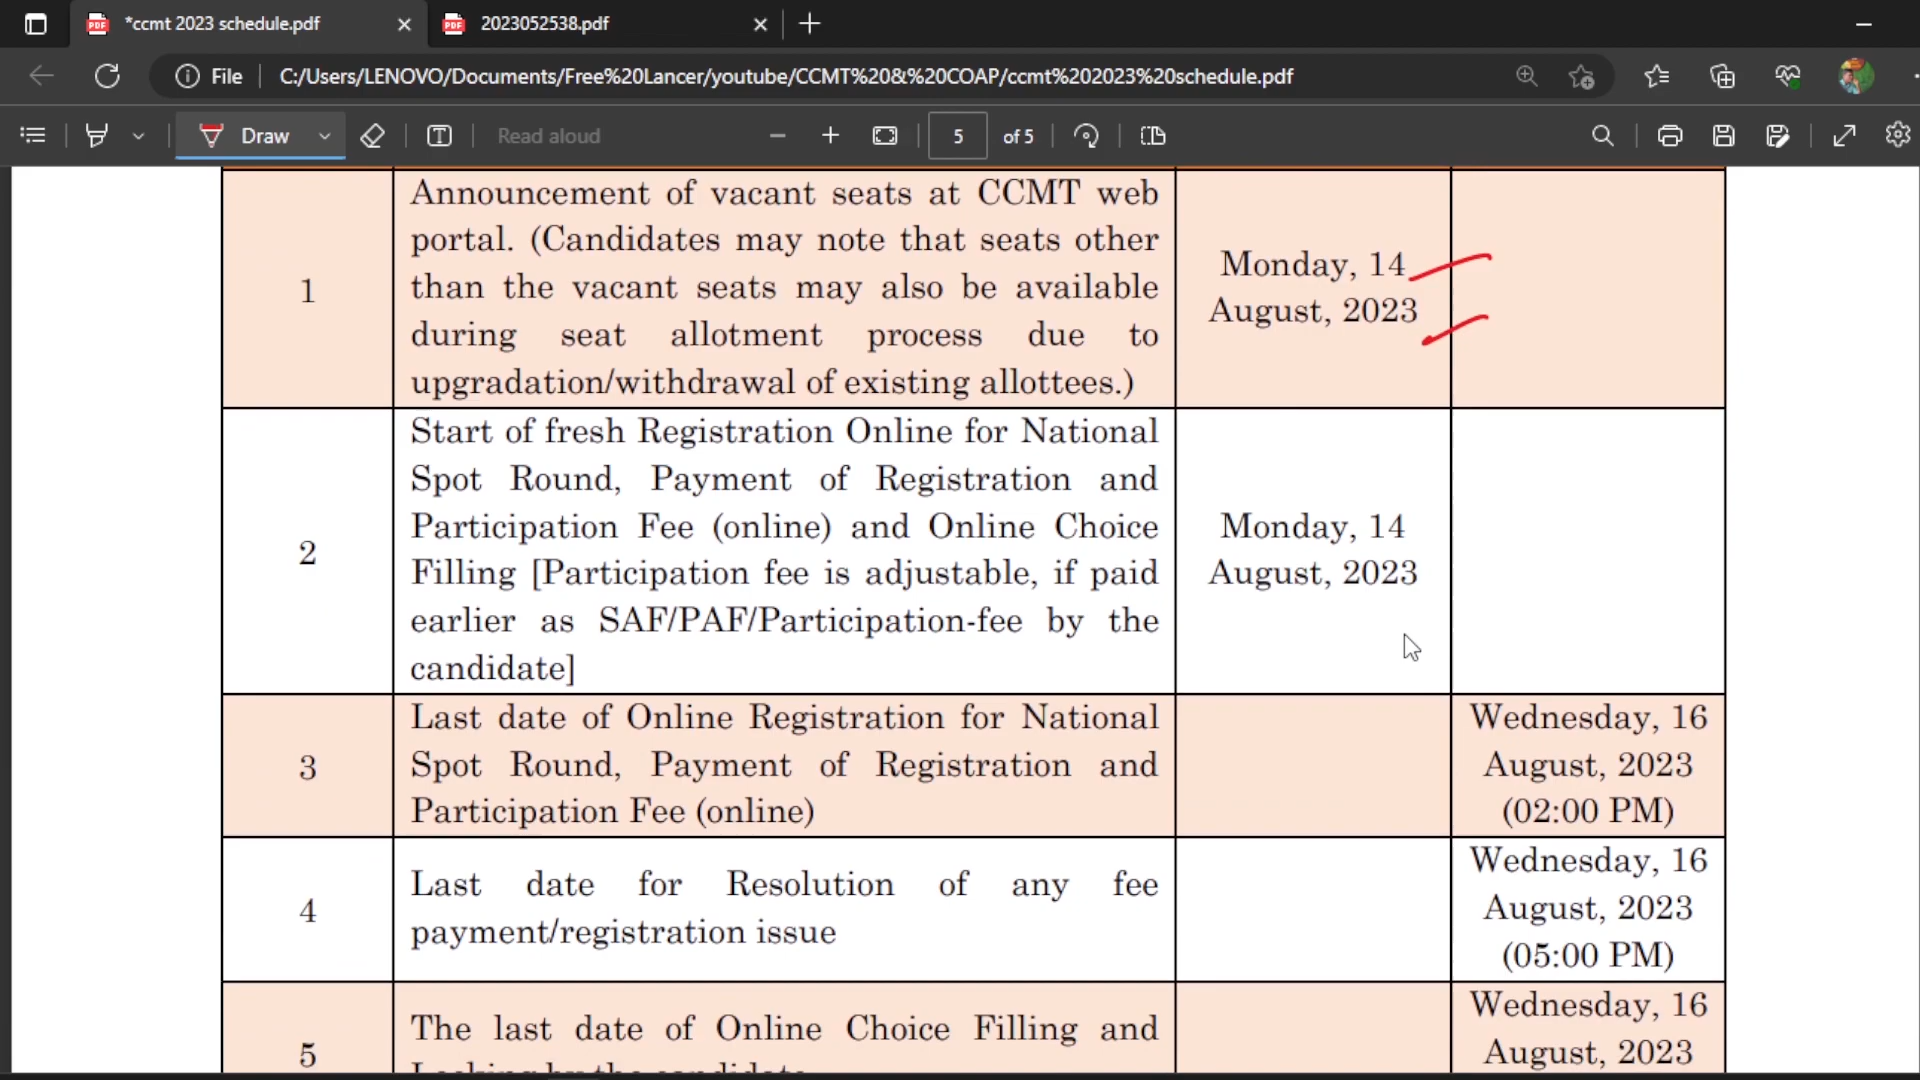 *ccmt 2023 schedule.pdf
2023052538.pdf
File
C:/Users/LENOVO/Documents/Free%20Lancer/youtube/CCMT%20&%20COAP/ccmt%202023%20schedule.pdf
Draw
Read aloud
5
of 5
1
Announcement of vacant seats at CCMT web
portal. (Candidates may note that seats other
than the vacant seats may also be available
during seat allotment process due to
upgradation/withdrawal of existing allottees.)
Monday, 14
August, 2023
2
Start of fresh Registration Online for National
Spot Round, Payment of Registration and
Participation Fee (online) and Online Choice
Filling [Participation fee is adjustable, if paid
earlier as SAF/PAF/Participation-fee by the
candidate]
Monday, 14
August, 2023
3
Last date of Online Registration for National
Spot Round, Payment of Registration and
Participation Fee (online)
Wednesday, 16
August, 2023
(02:00 PM)
4
Last date for Resolution of any fee
payment/registration issue
Wednesday, 16
August, 2023
(05:00 PM)
5
The last date of Online Choice Filling and
Locking by the candidate
Wednesday, 16
August, 2023